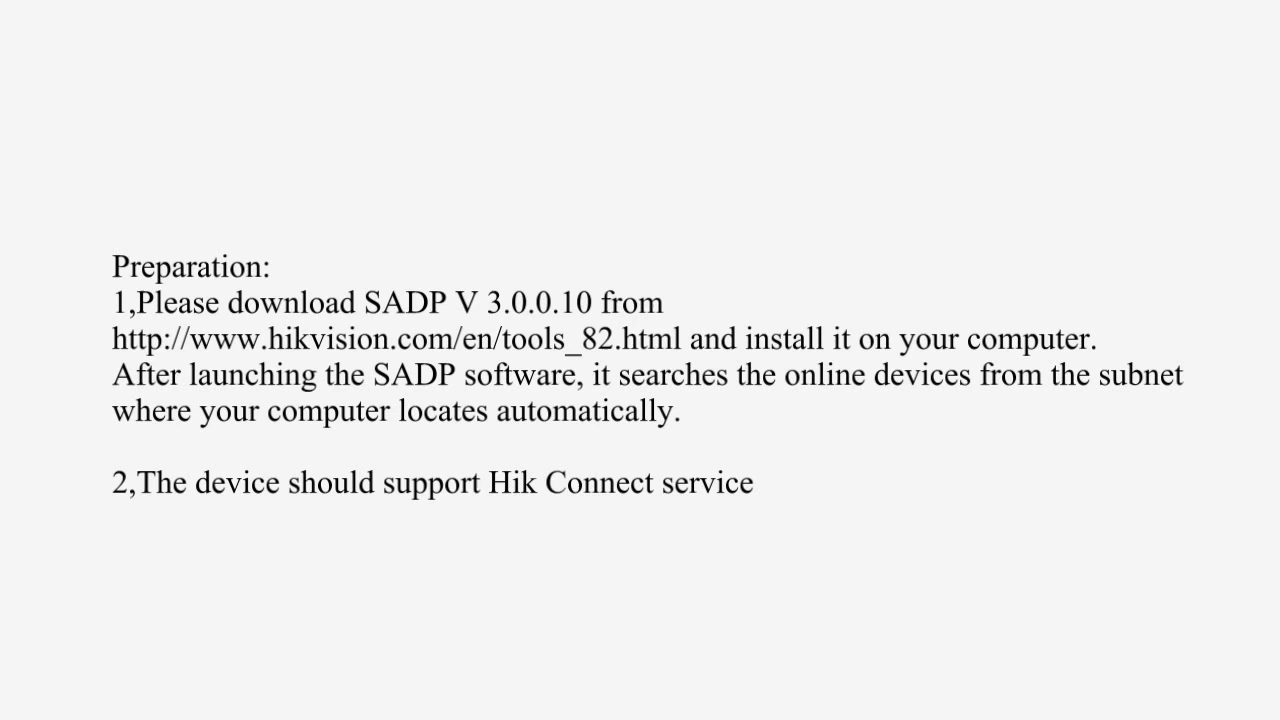 Preparation:
1,Please download SADP V 3.0.0.10 from
http://www.hikvision.com/en/tools_82.html and install it on your computer.
After launching the SADP software, it searches the online devices from the subnet
where your computer locates automatically.
2,The device should support Hik Connect service